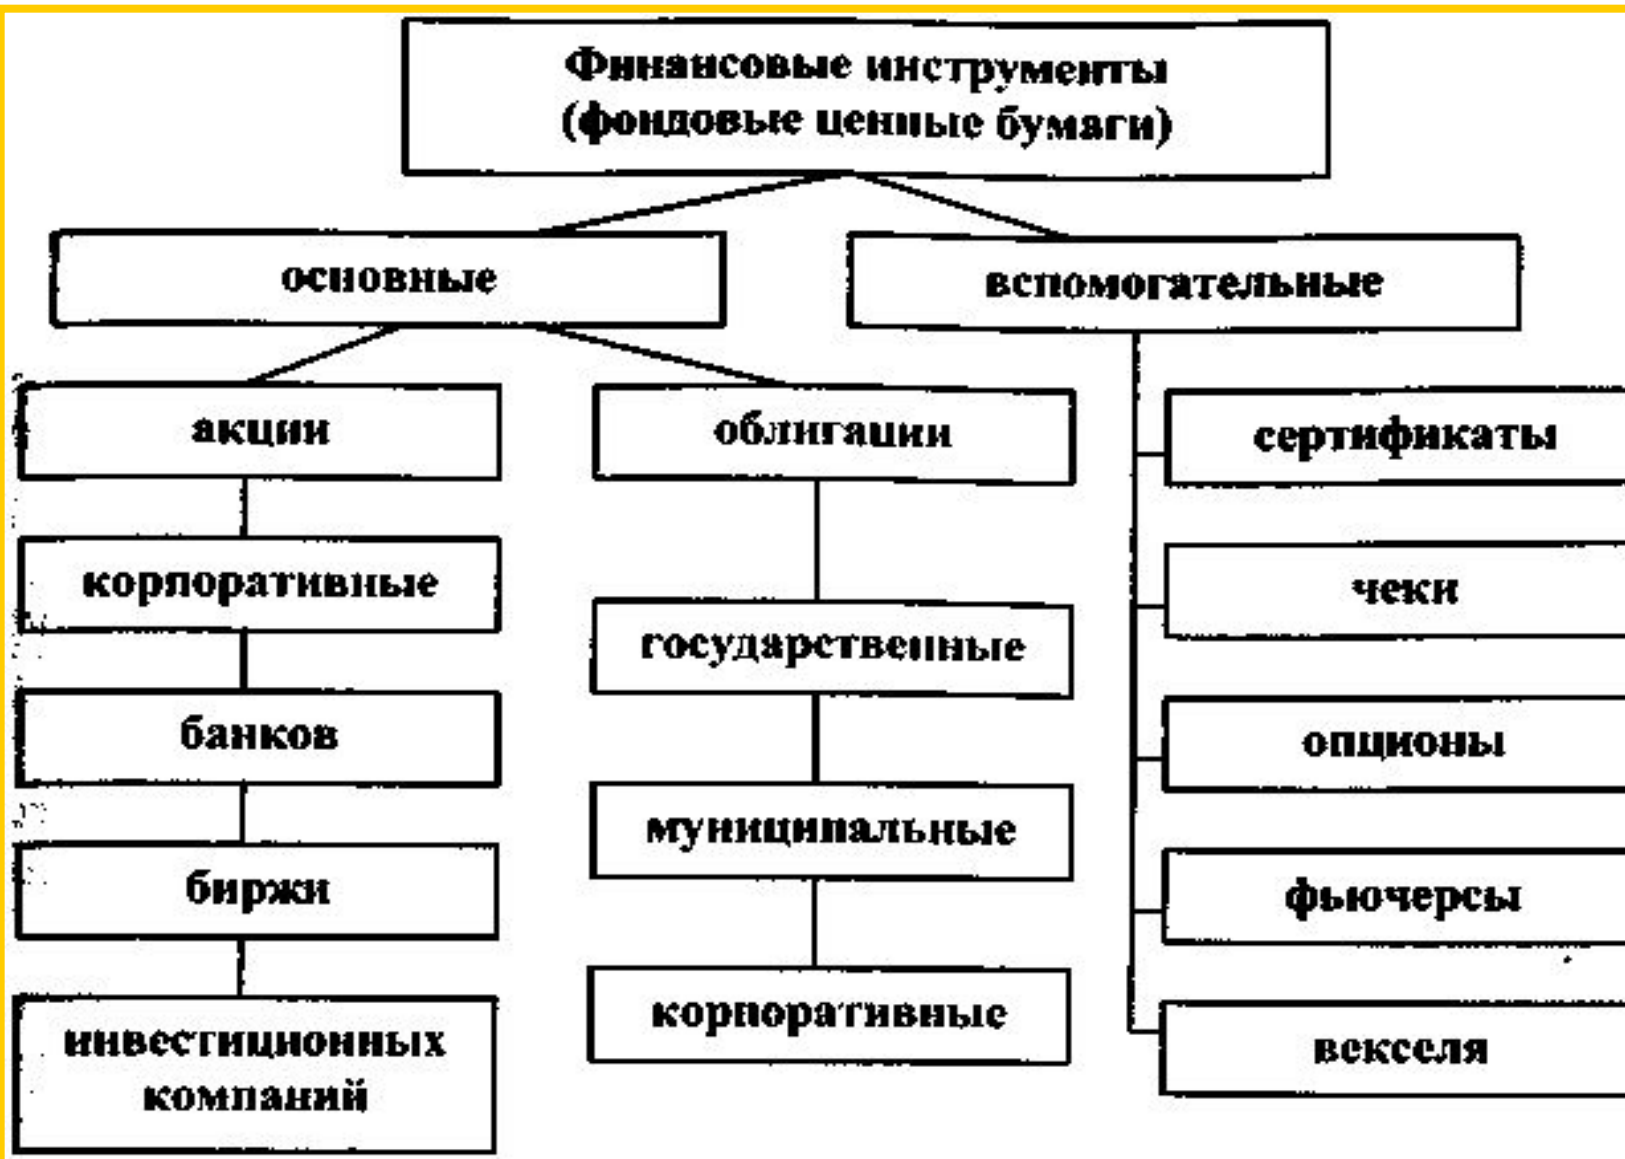 Финансовые инструменты
(фондовые ценные бумаги)
основные
вспомогательные
акции
облигации
сертификаты
корпоративные
чеки
государственные
банков
опционы
муниципальные
биржи
фьючерсы
корпоративные
инвестиционных
компаний
векселя